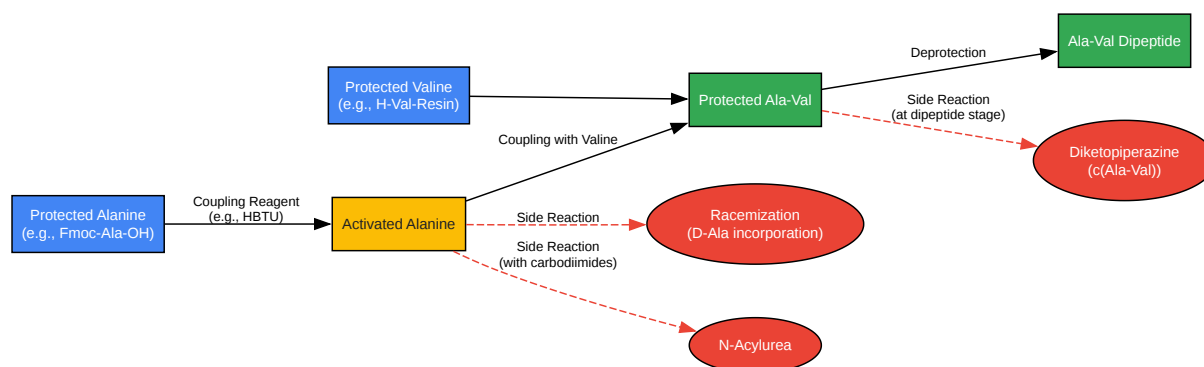 Ala-Val Dipeptide
Deprotection
Protected Valine
(e.g., H-Val-Resin)
Protected Ala-Val
Side Reaction
(at dipeptide stage)
Coupling with Valine
Diketopiperazine
(c(Ala-Val))
Coupling Reagent
(e.g., HBTU)
Protected Alanine
(e.g., Fmoc-Ala-OH)
Activated Alanine
Side Reaction
Racemization
(D-Ala incorporation)
Side Reaction
(with carbodiimides)
N-Acylurea